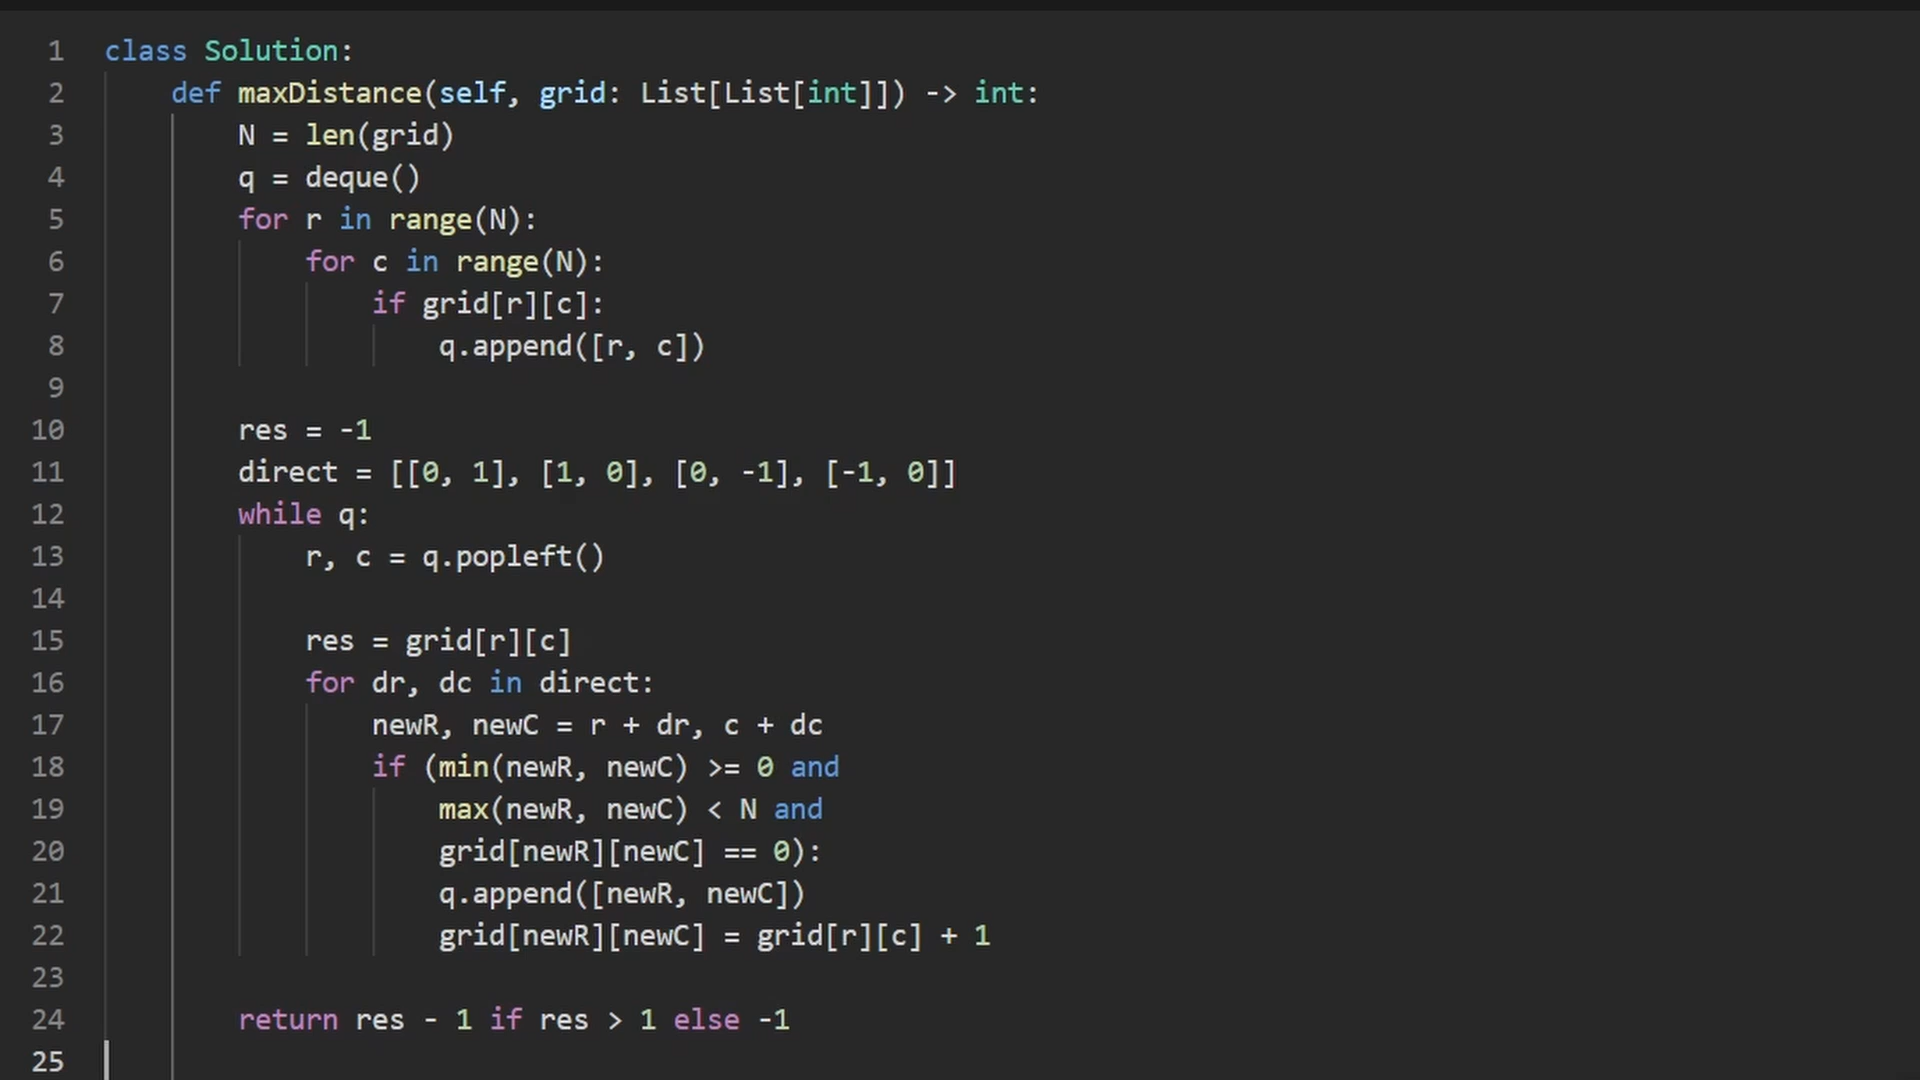 1 class Solution:
2 def maxDistance(self, grid: List[List[int]]) -> int:
3 N = len(grid)
4 q = deque()
5 for r in range(N):
6 for c in range(N):
7 if grid[r][c]:
8 q.append([r, c])
9
10 res = -1
11 direct = [[0, 1], [1, 0], [0, -1], [-1, 0]]
12 while q:
13 r, c = q.popleft()
14
15 res = grid[r][c]
16 for dr, dc in direct:
17 newR, newC = r + dr, c + dc
18 if (min(newR, newC) >= 0 and
19 max(newR, newC) < N and
20 grid[newR][newC] == 0):
21 q.append([newR, newC])
22 grid[newR][newC] = grid[r][c] + 1
23
24 return res - 1 if res > 1 else -1
25